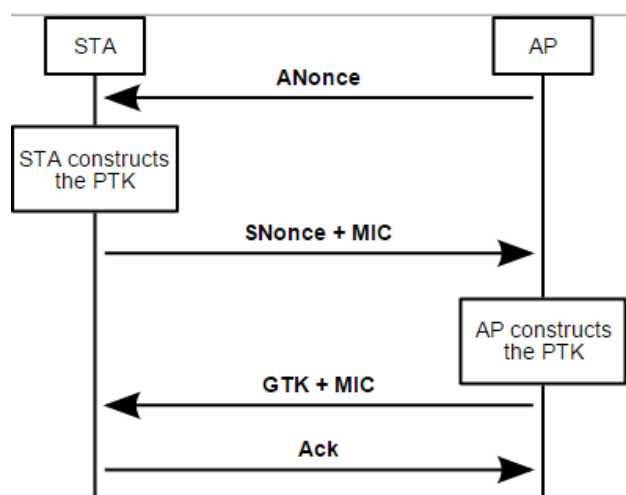 STA
AP
ANonce
STA constructs
the PTK
SNonce + MIC
AP constructs
the PTK
GTK + MIC
Ack